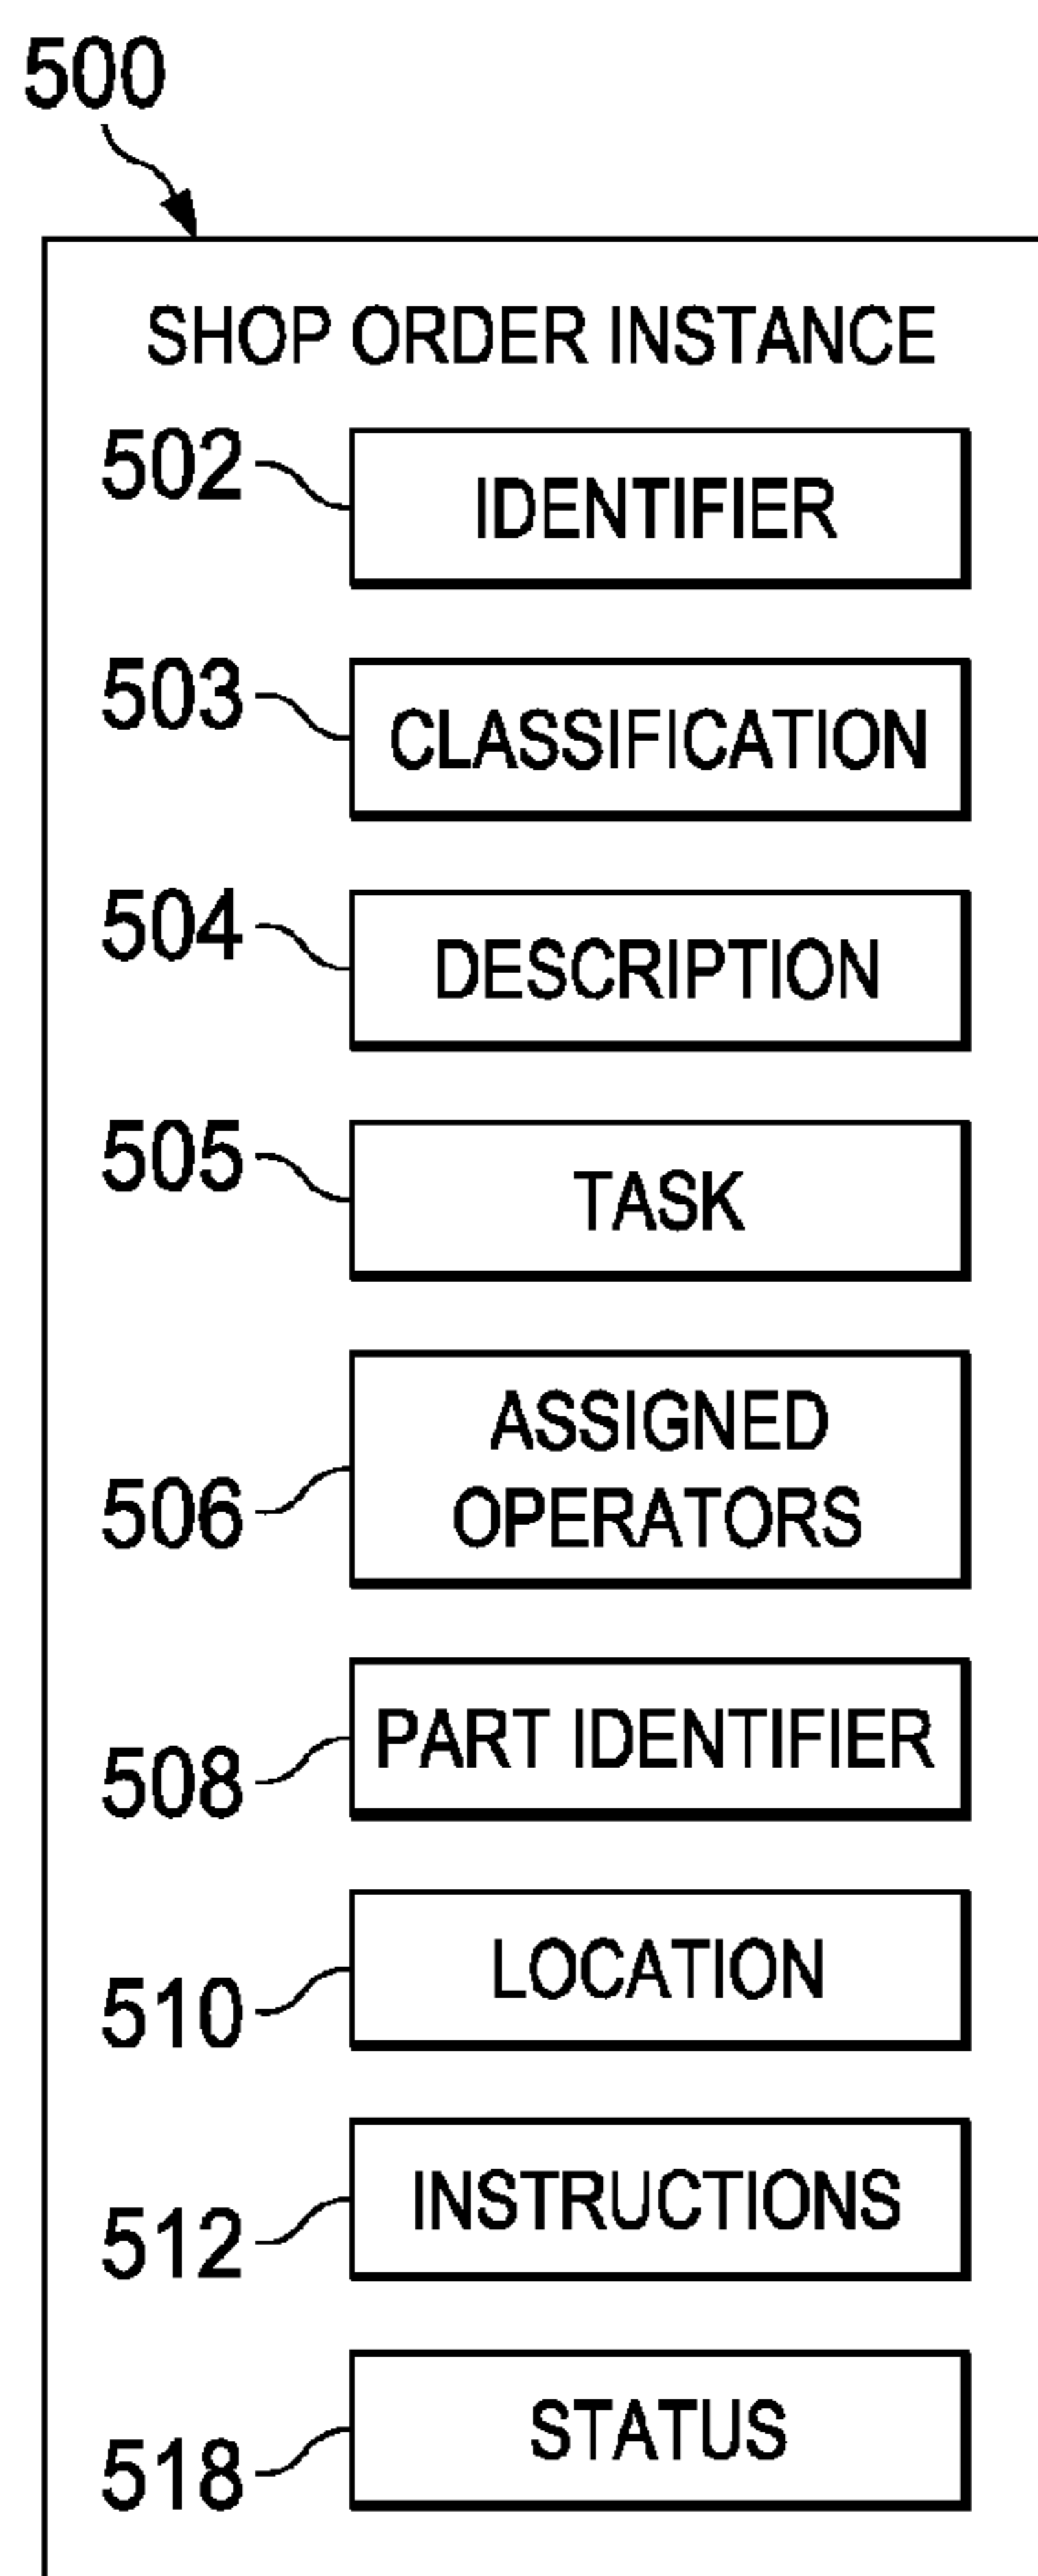 500
SHOP ORDER INSTANCE
502
IDENTIFIER
503
CLASSIFICATION
504
DESCRIPTION
505
TASK
506
ASSIGNED
OPERATORS
508
PART IDENTIFIER
510
LOCATION
512
INSTRUCTIONS
518
STATUS